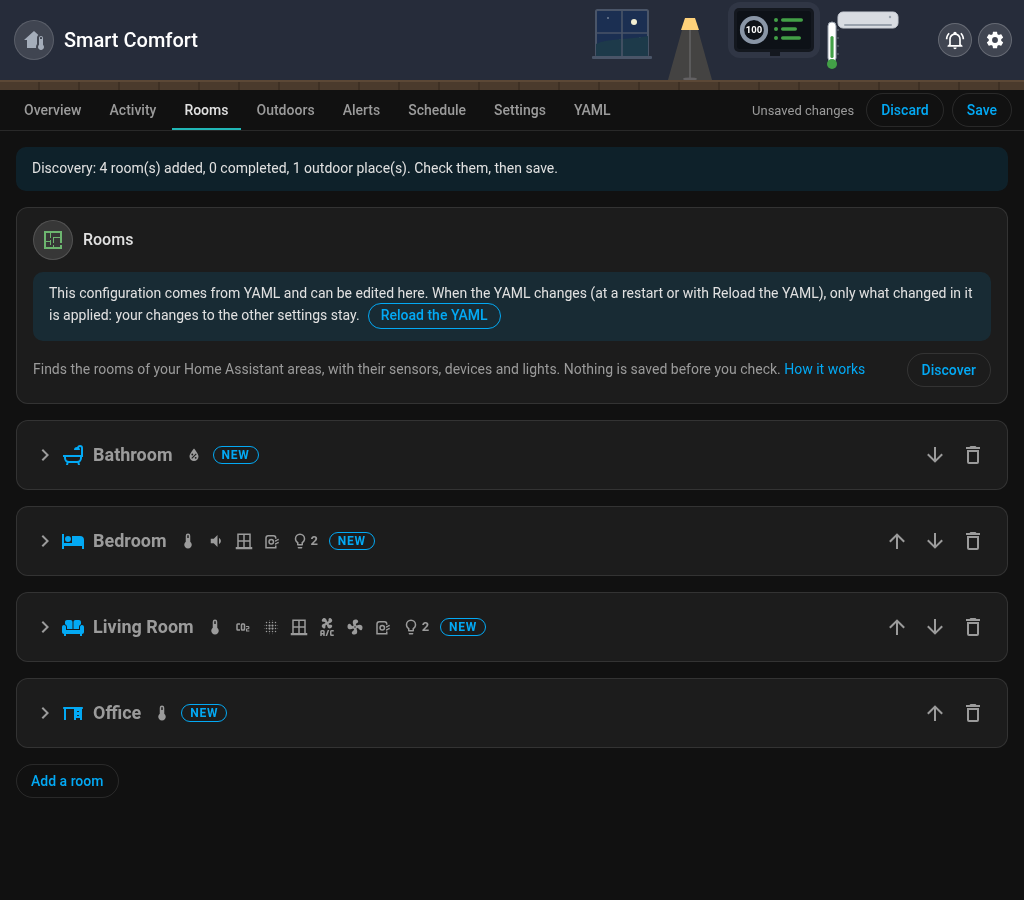 Smart Comfort
100
Overview Activity Rooms Outdoors Alerts Schedule Settings YAML Unsaved changes Discard Save
Discovery: 4 room(s) added, 0 completed, 1 outdoor place(s). Check them, then save.
Rooms
This configuration comes from YAML and can be edited here. When the YAML changes (at a restart or with Reload the YAML), only what changed in it
is applied: your changes to the other settings stay. Reload the YAML
Finds the rooms of your Home Assistant areas, with their sensors, devices and lights. Nothing is saved before you check. How it works Discover
Bathroom NEW
Bedroom 2 NEW
Living Room CO₂ A/C 2 NEW
Office NEW
Add a room